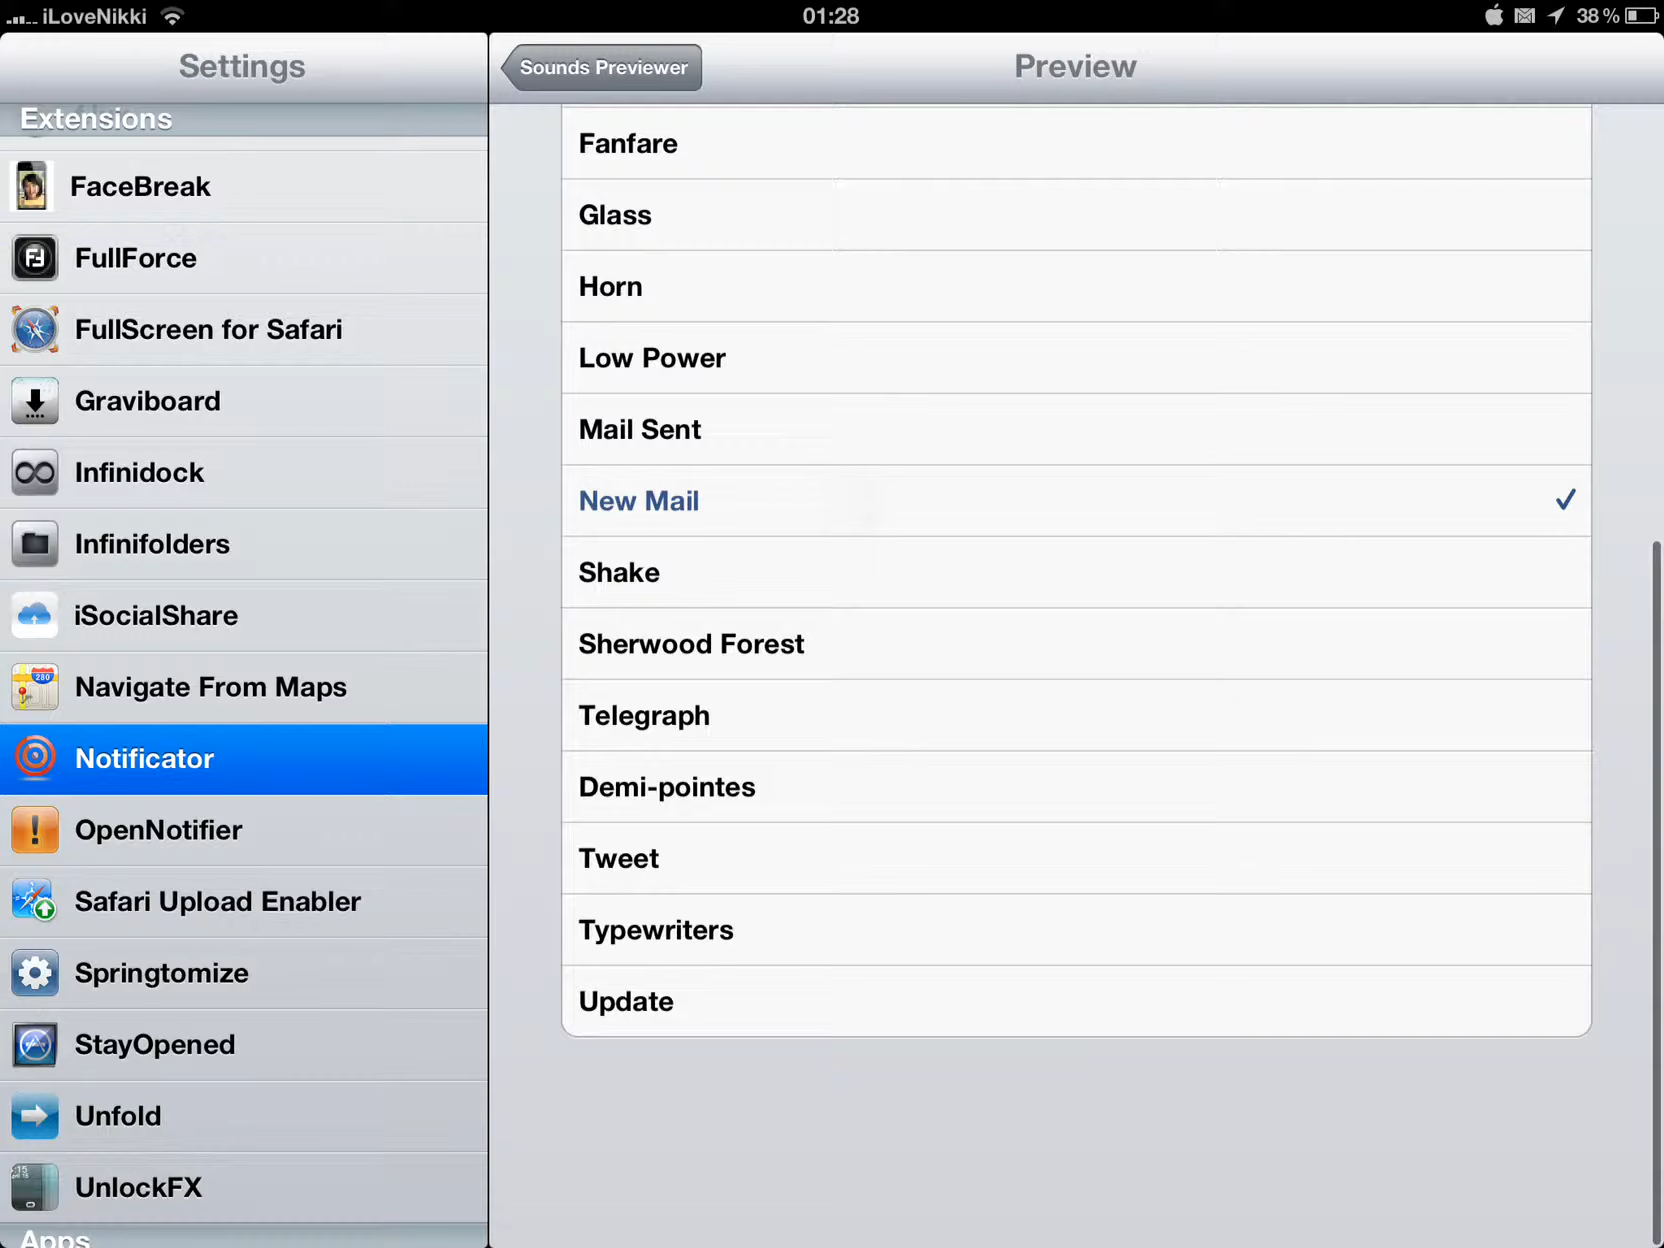 iLoveNikki
01:28
38 %
Settings
Sounds Previewer
Preview
Extensions
FaceBreak
FullForce
FullScreen for Safari
Graviboard
Infinidock
Infinifolders
iSocialShare
280
Navigate From Maps
Notificator
OpenNotifier
Safari Upload Enabler
Springtomize
StayOpened
Unfold
UnlockFX
Apps
Fanfare
Glass
Horn
Low Power
Mail Sent
New Mail
Shake
Sherwood Forest
Telegraph
Demi-pointes
Tweet
Typewriters
Update